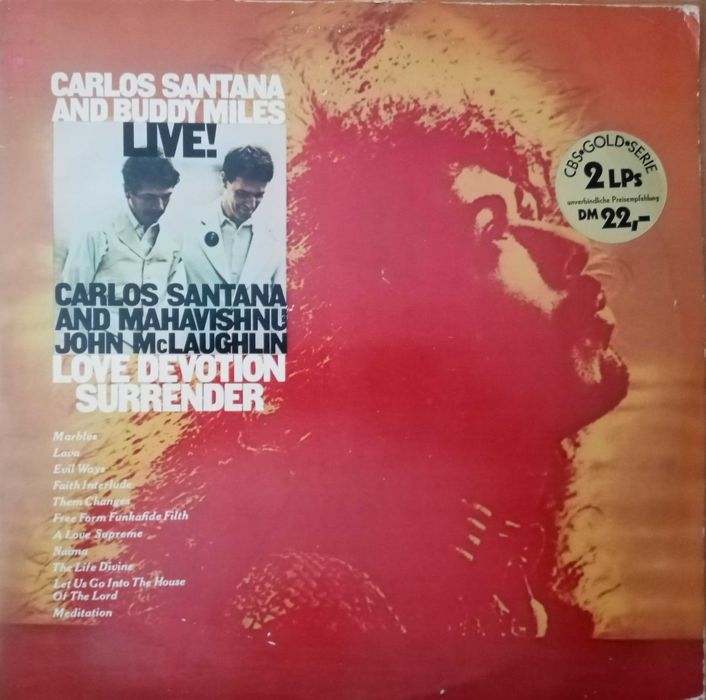 CARLOS SANTANA
AND BUDDY MILES
LIVE!
CARLOS SANTANA
AND MAHAVISHNU
JOHN McLAUGHLIN
LOVE DEVOTION
SURRENDER
Marbles
Lava
Evil Ways
Faith Interlude
Them Changes
Free Form Funkafide Filth
A Love Supreme
Naima
The Life Divine
Let Us Go Into The House
Of The Lord
Meditation
CBS•GOLD•SERIE
2 LPs
unverbindliche Preisempfehlung
DM 22,-